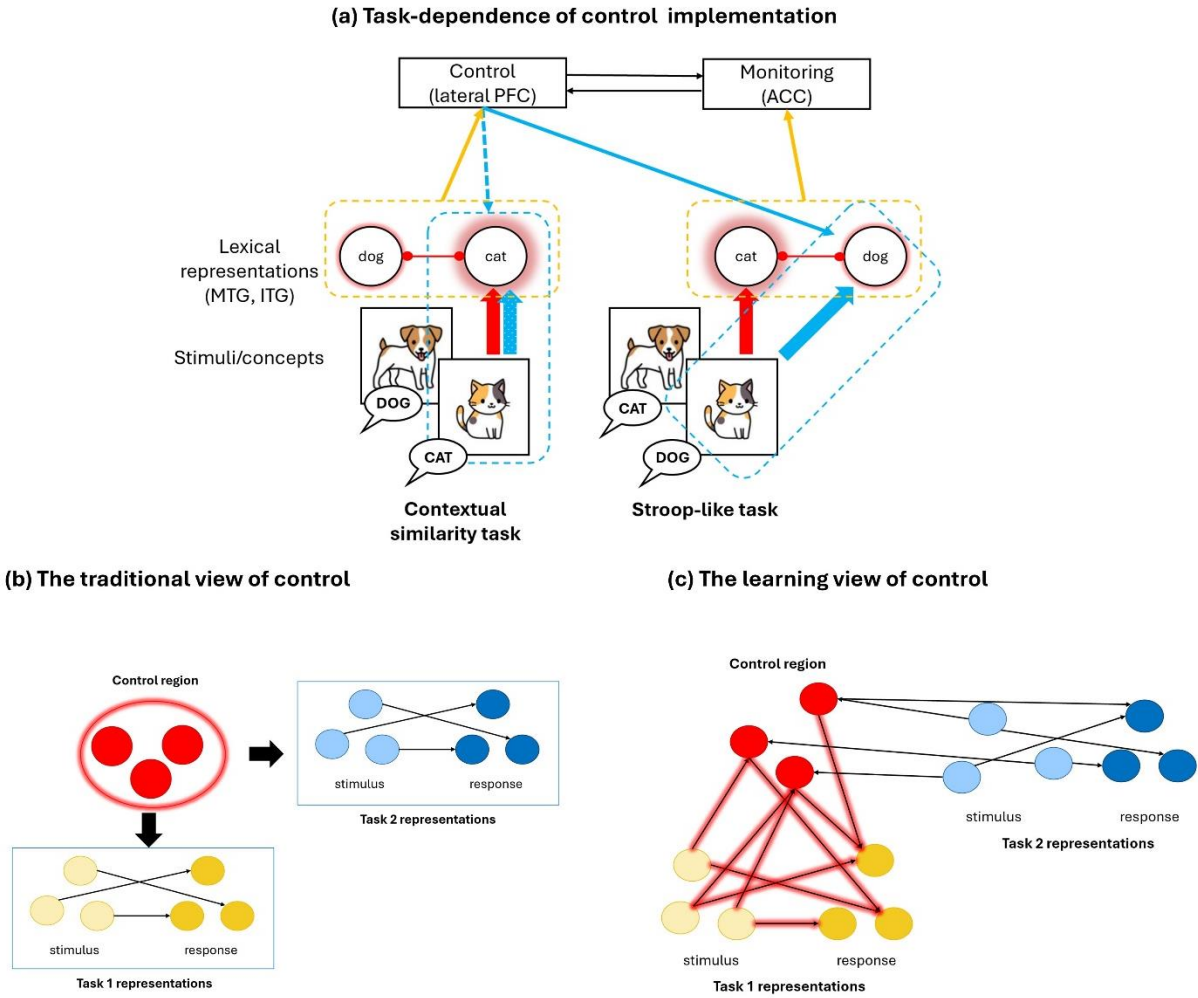 (a) Task-dependence of control implementation
Control
(lateral PFC)
Monitoring
(ACC)
Lexical
representations
(MTG, ITG)
dog
cat
cat
dog
Stimuli/concepts
DOG
CAT
CAT
DOG
Contextual
similarity task
Stroop-like task
(b) The traditional view of control
Control region
stimulus
response
Task 2 representations
stimulus
response
Task 1 representations
(c) The learning view of control
Control region
stimulus
response
Task 2 representations
stimulus
response
Task 1 representations